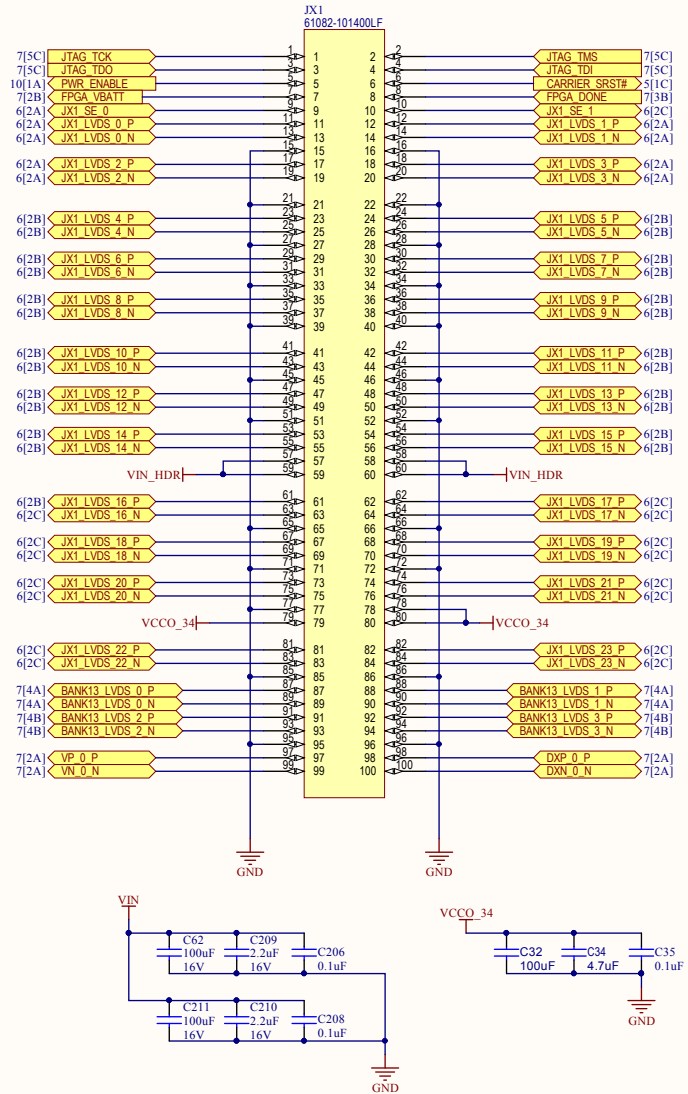 JX1
61082-101400LF
7[5C] JTAG_TCK 1 1 2 2 JTAG_TMS 7[5C]
7[5C] JTAG_TDO 3 3 4 4 JTAG_TDI 7[5C]
10[1A] PWR_ENABLE 5 5 6 6 CARRIER_SRST# 5[1C]
7[2B] FPGA_VBATT 7 7 8 8 FPGA_DONE 7[3B]
6[2A] JX1_SE_0 9 9 10 10 JX1_SE_1 6[2C]
6[2A] JX1_LVDS_0_P 11 11 12 12 JX1_LVDS_1_P 6[2A]
6[2A] JX1_LVDS_0_N 13 13 14 14 JX1_LVDS_1_N 6[2A]
15 15 16 16
6[2A] JX1_LVDS_2_P 17 17 18 18 JX1_LVDS_3_P 6[2A]
6[2A] JX1_LVDS_2_N 19 19 20 20 JX1_LVDS_3_N 6[2A]
21 21 22 22
6[2B] JX1_LVDS_4_P 23 23 24 24 JX1_LVDS_5_P 6[2B]
6[2B] JX1_LVDS_4_N 25 25 26 26 JX1_LVDS_5_N 6[2B]
27 27 28 28
6[2B] JX1_LVDS_6_P 29 29 30 30 JX1_LVDS_7_P 6[2B]
6[2B] JX1_LVDS_6_N 31 31 32 32 JX1_LVDS_7_N 6[2B]
33 33 34 34
6[2B] JX1_LVDS_8_P 35 35 36 36 JX1_LVDS_9_P 6[2B]
6[2B] JX1_LVDS_8_N 37 37 38 38 JX1_LVDS_9_N 6[2B]
39 39 40 40
6[2B] JX1_LVDS_10_P 41 41 42 42 JX1_LVDS_11_P 6[2B]
6[2B] JX1_LVDS_10_N 43 43 44 44 JX1_LVDS_11_N 6[2B]
45 45 46 46
6[2B] JX1_LVDS_12_P 47 47 48 48 JX1_LVDS_13_P 6[2B]
6[2B] JX1_LVDS_12_N 49 49 50 50 JX1_LVDS_13_N 6[2B]
51 51 52 52
6[2B] JX1_LVDS_14_P 53 53 54 54 JX1_LVDS_15_P 6[2B]
6[2B] JX1_LVDS_14_N 55 55 56 56 JX1_LVDS_15_N 6[2B]
57 57 58 58
VIN_HDR 59 59 60 60 VIN_HDR
6[2B] JX1_LVDS_16_P 61 61 62 62 JX1_LVDS_17_P 6[2C]
6[2C] JX1_LVDS_16_N 63 63 64 64 JX1_LVDS_17_N 6[2C]
65 65 66 66
6[2C] JX1_LVDS_18_P 67 67 68 68 JX1_LVDS_19_P 6[2C]
6[2C] JX1_LVDS_18_N 69 69 70 70 JX1_LVDS_19_N 6[2C]
71 71 72 72
6[2C] JX1_LVDS_20_P 73 73 74 74 JX1_LVDS_21_P 6[2C]
6[2C] JX1_LVDS_20_N 75 75 76 76 JX1_LVDS_21_N 6[2C]
77 77 78 78
VCCO_34 79 79 80 80 VCCO_34
6[2C] JX1_LVDS_22_P 81 81 82 82 JX1_LVDS_23_P 6[2C]
6[2C] JX1_LVDS_22_N 83 83 84 84 JX1_LVDS_23_N 6[2C]
85 85 86 86
7[4A] BANK13_LVDS_0_P 87 87 88 88 BANK13_LVDS_1_P 7[4A]
7[4A] BANK13_LVDS_0_N 89 89 90 90 BANK13_LVDS_1_N 7[4A]
7[4B] BANK13_LVDS_2_P 91 91 92 92 BANK13_LVDS_3_P 7[4B]
7[4B] BANK13_LVDS_2_N 93 93 94 94 BANK13_LVDS_3_N 7[4B]
95 95 96 96
7[2A] VP_0_P 97 97 98 98 DXP_0_P 7[2A]
7[2A] VN_0_N 99 99 100 100 DXN_0_N 7[2A]
GND GND
VIN VCCO_34
C62 C209 C206 C32 C34 C35
100uF 2.2uF 0.1uF 100uF 4.7uF 0.1uF
16V 16V
C211 C210 C208
100uF 2.2uF 0.1uF
16V 16V
GND
GND